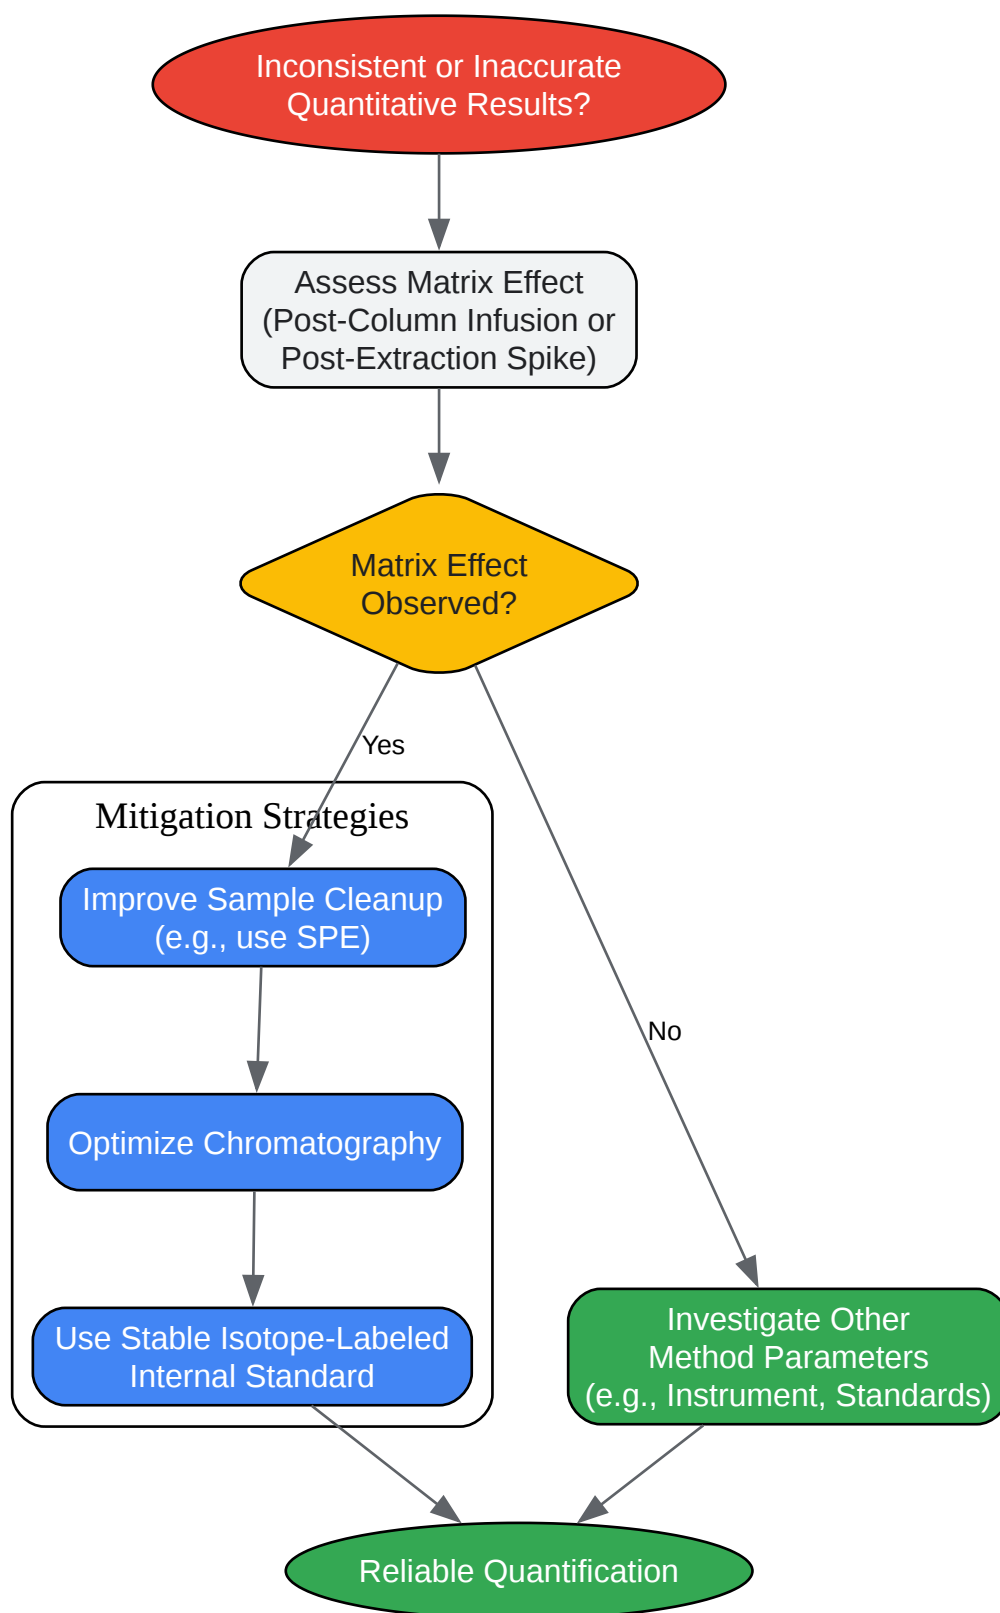 Inconsistent or Inaccurate
Quantitative Results?
Assess Matrix Effect
(Post-Column Infusion or
Post-Extraction Spike)
Matrix Effect
Observed?
Yes
Mitigation Strategies
Improve Sample Cleanup
(e.g., use SPE)
No
Optimize Chromatography
Use Stable Isotope-Labeled
Internal Standard
Investigate Other
Method Parameters
(e.g., Instrument, Standards)
Reliable Quantification